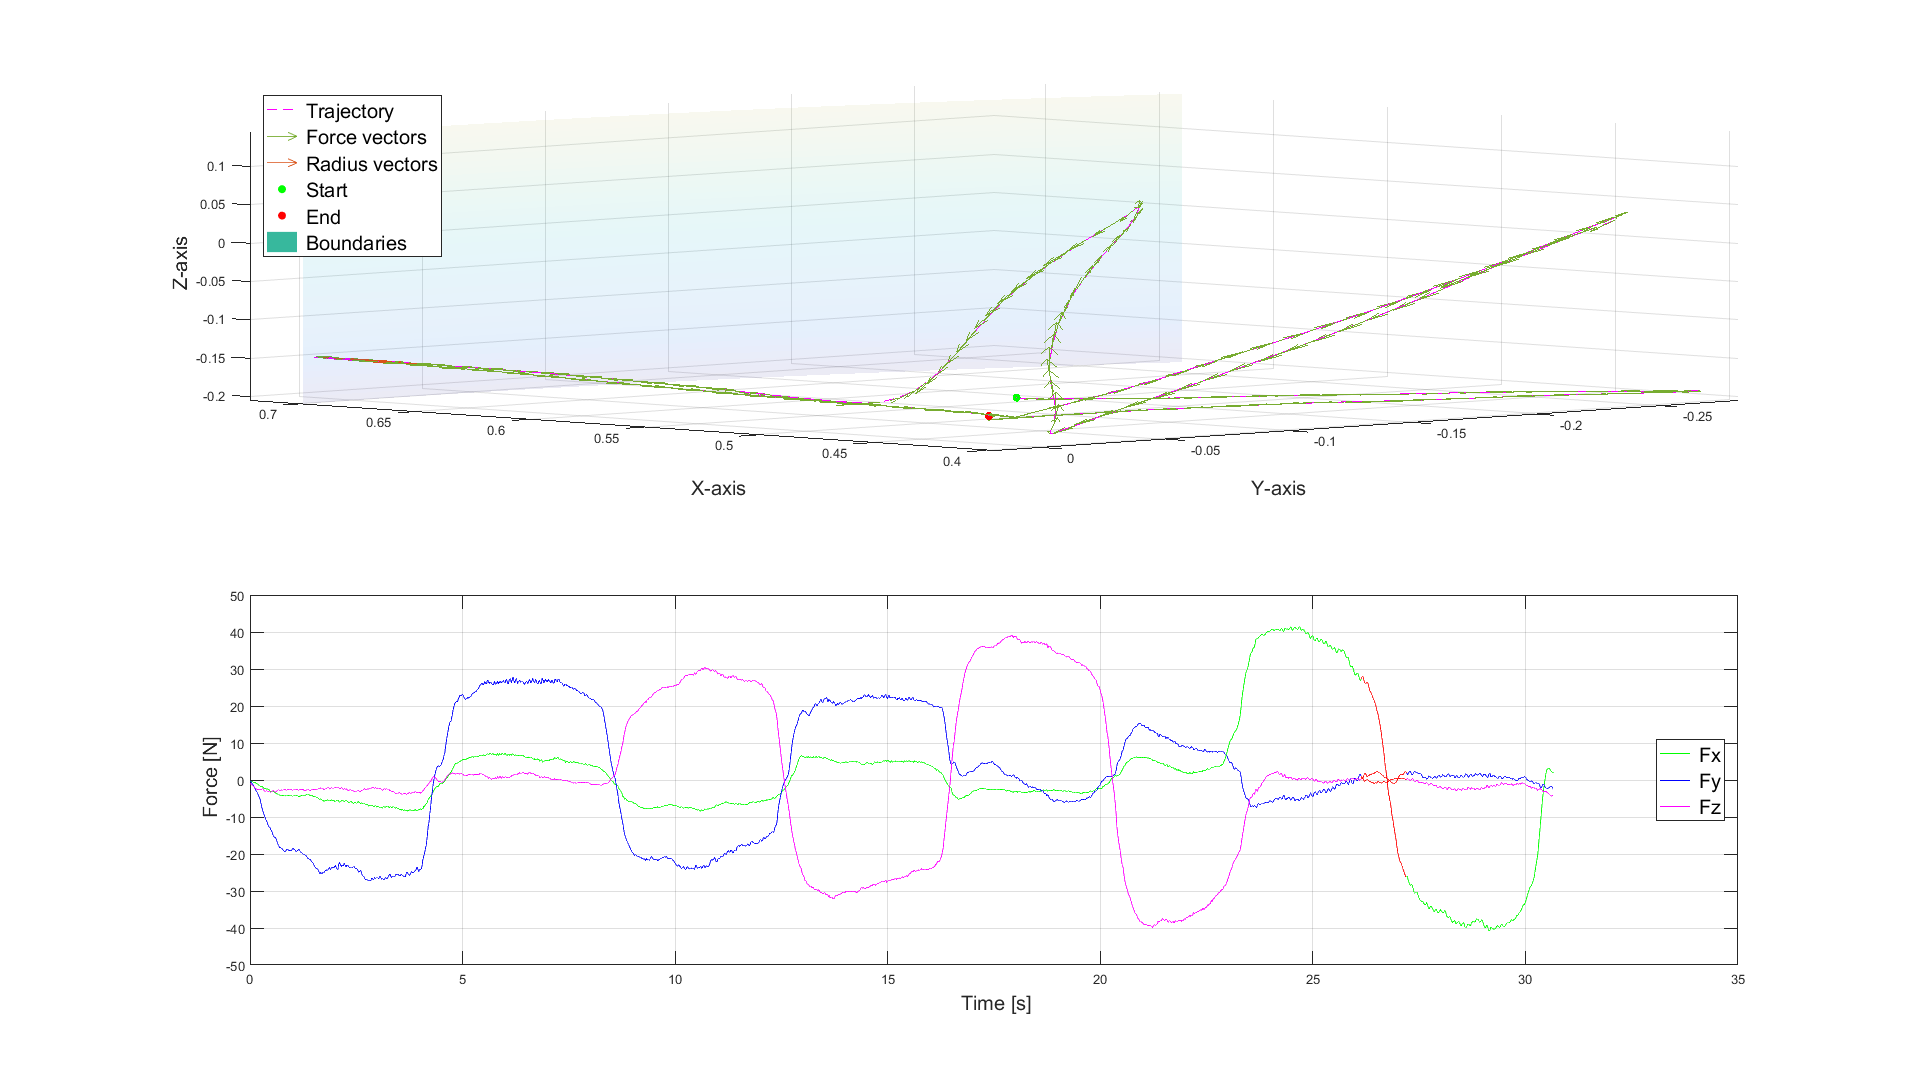 Trajectory
Force vectors
Radius vectors
Start
End
Boundaries
0.1
0.05
0
-0.05
-0.1
-0.15
-0.2
Z-axis
0.7
0.65
0.6
0.55
0.5
0.45
0.4
0
-0.05
-0.1
-0.15
-0.2
-0.25
X-axis
Y-axis
50
40
30
20
10
0
-10
-20
-30
-40
-50
Force [N]
Fx
Fy
Fz
0
5
10
15
20
25
30
35
Time [s]